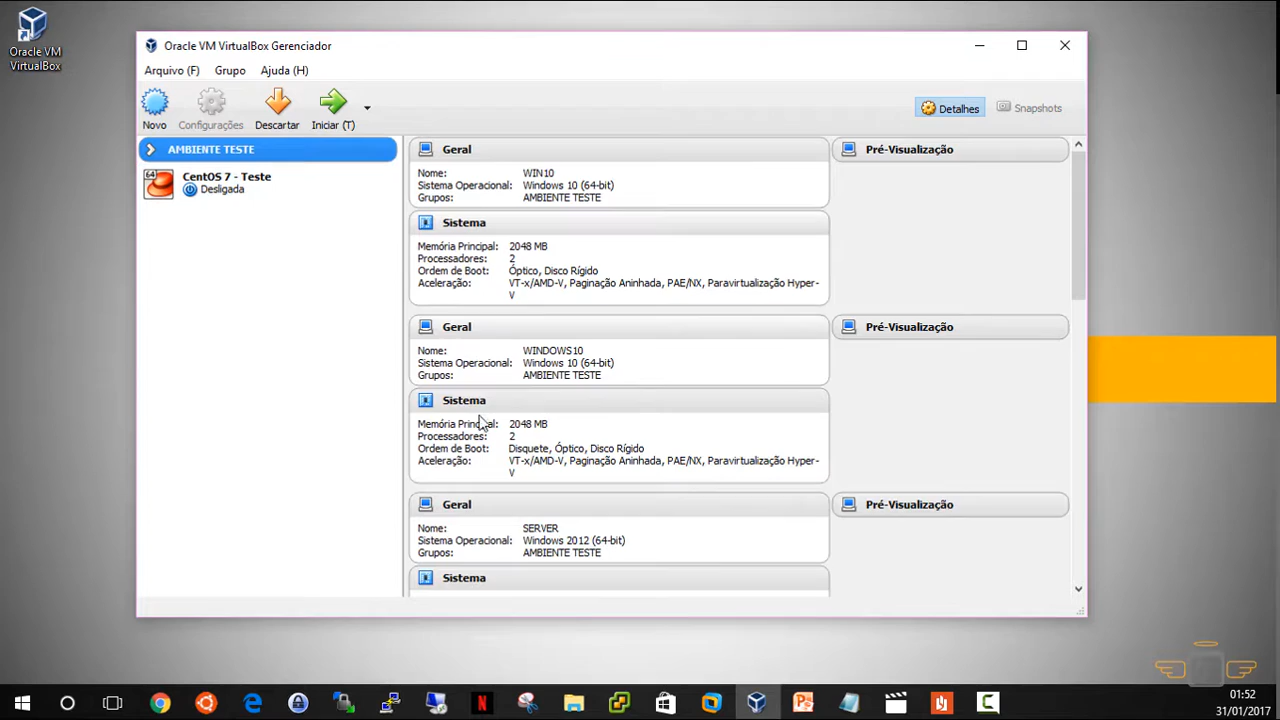 Oracle VM
VirtualBox
Oracle VM VirtualBox Gerenciador
Arquivo (F) Grupo Ajuda (H)
Novo Configurações Descartar Iniciar (T) Detalhes Snapshots
AMBIENTE TESTE
64
CentOS 7 - Teste
Desligada
Geral
Nome: WIN10
Sistema Operacional: Windows 10 (64-bit)
Grupos: AMBIENTE TESTE
Pré-Visualização
Sistema
Memória Principal: 2048 MB
Processadores: 2
Ordem de Boot: Óptico, Disco Rígido
Aceleração: VT-x/AMD-V, Paginação Aninhada, PAE/NX, Paravirtualização Hyper-
V
Geral
Nome: WINDOWS10
Sistema Operacional: Windows 10 (64-bit)
Grupos: AMBIENTE TESTE
Pré-Visualização
Sistema
Memória Principal: 2048 MB
Processadores: 2
Ordem de Boot: Disquete, Óptico, Disco Rígido
Aceleração: VT-x/AMD-V, Paginação Aninhada, PAE/NX, Paravirtualização Hyper-
V
Geral
Nome: SERVER
Sistema Operacional: Windows 2012 (64-bit)
Grupos: AMBIENTE TESTE
Pré-Visualização
Sistema
01:52
31/01/2017